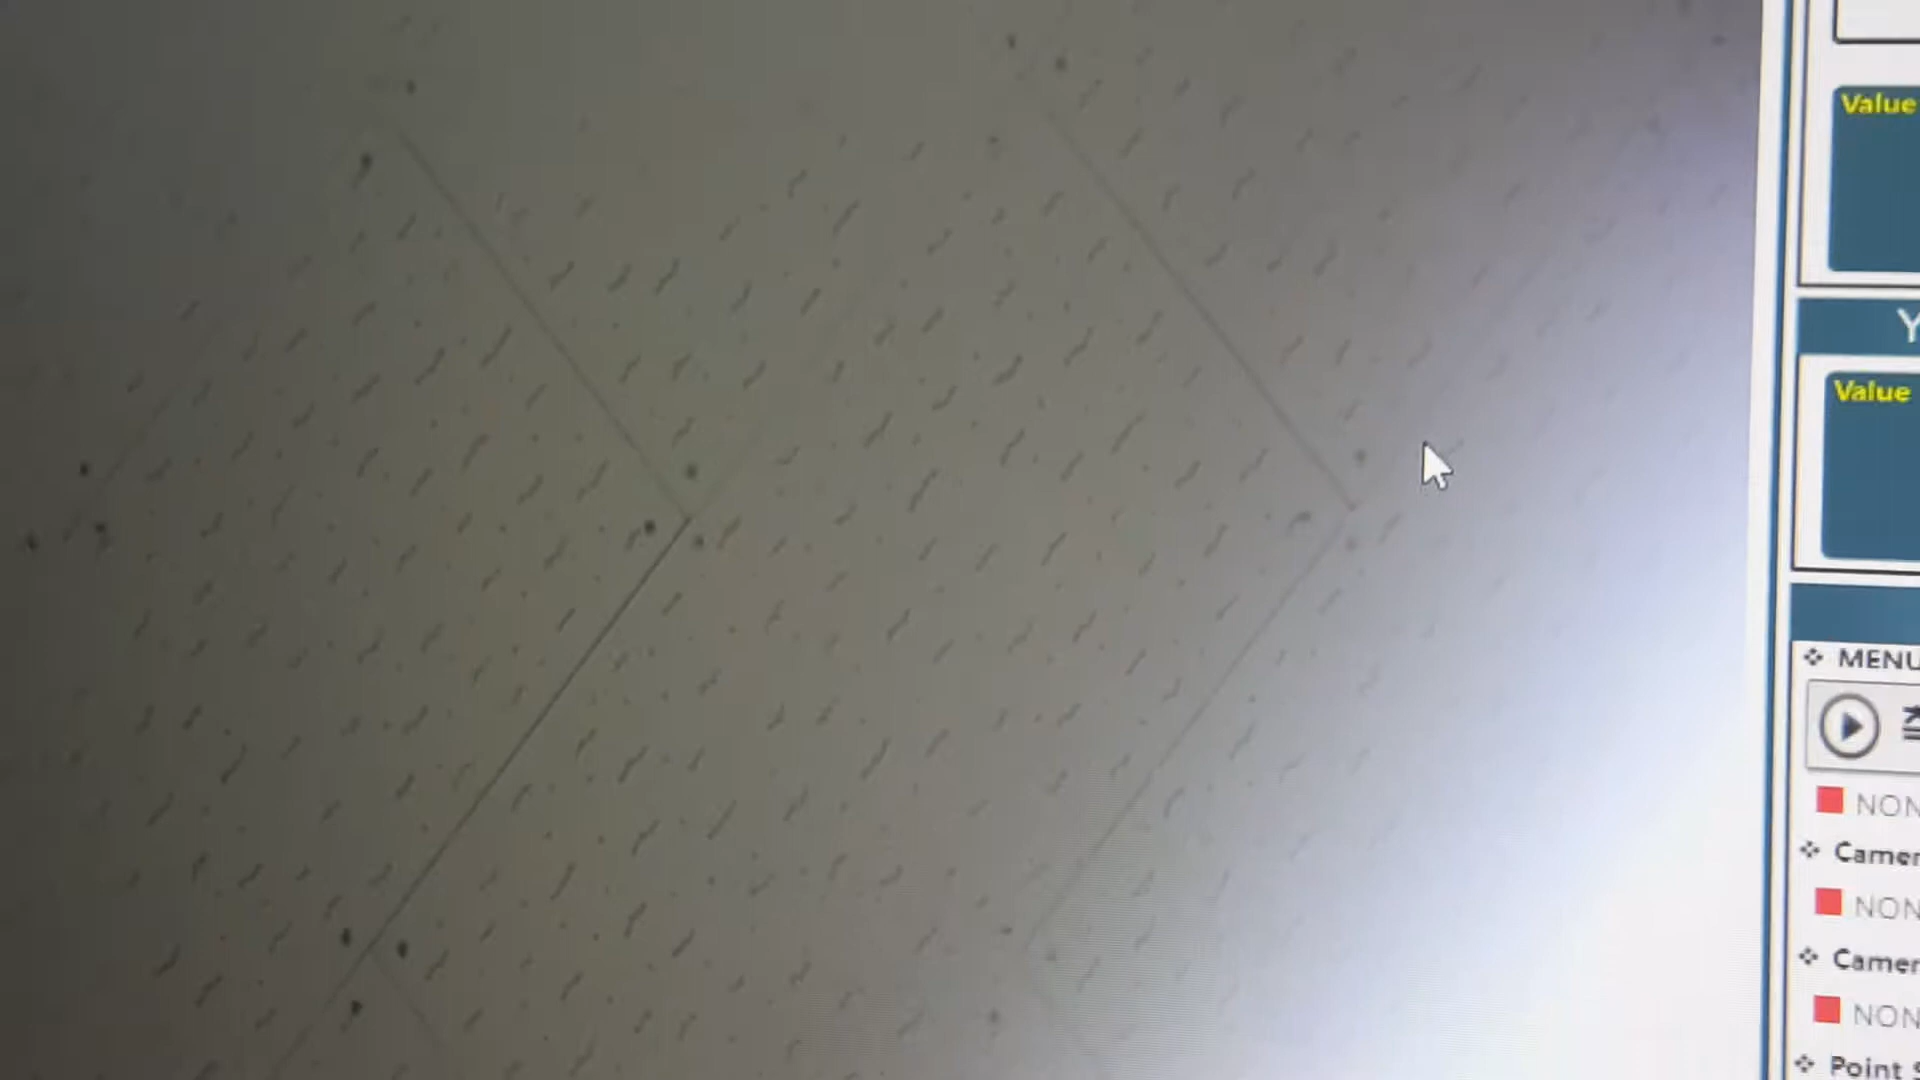 Value
Y
Value
MENU
NON
Camer
NON
Camer
NON
Point S